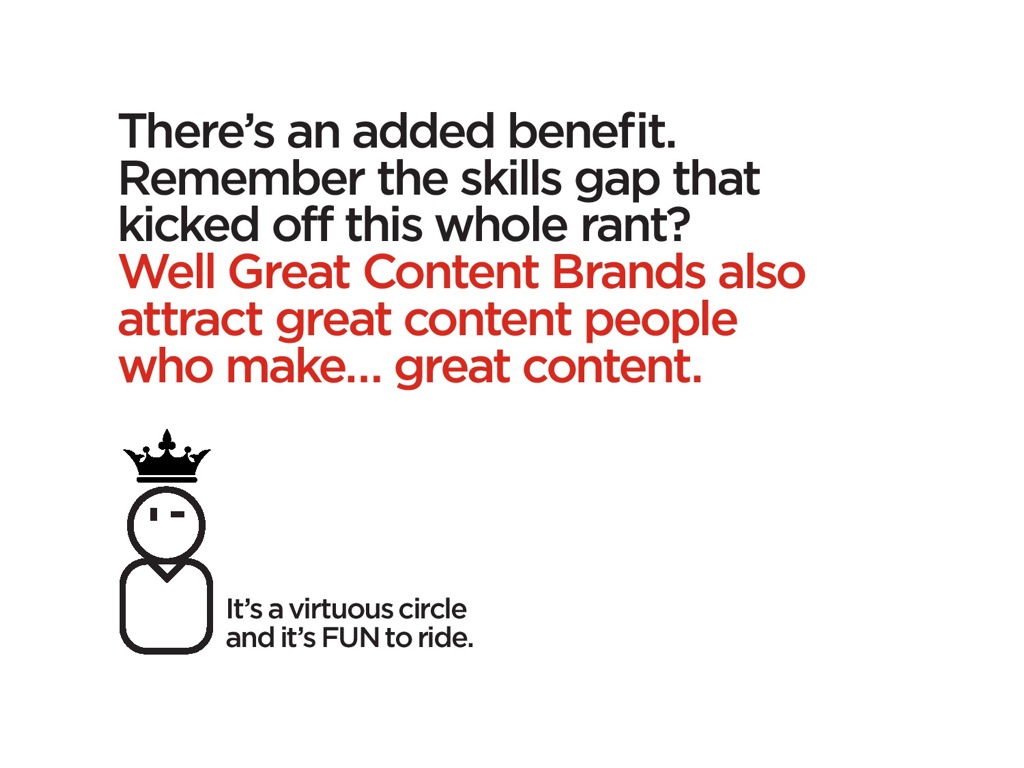 There’s an added benefit.
Remember the skills gap that
kicked off this whole rant?
Well Great Content Brands also
attract great content people
who make… great content.
It’s a virtuous circle
and it’s FUN to ride.